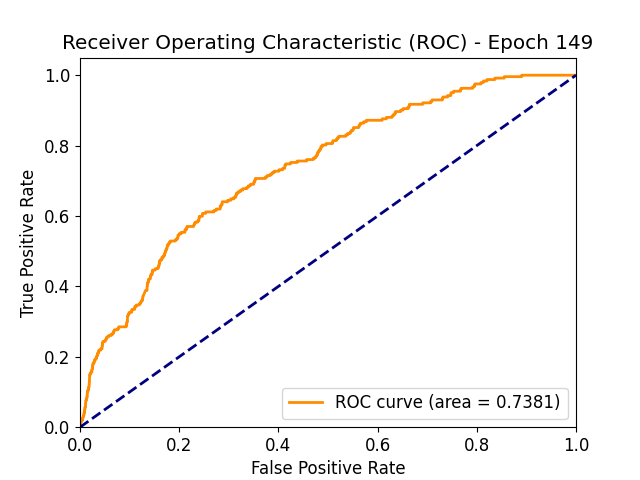 Receiver Operating Characteristic (ROC) - Epoch 149
True Positive Rate
1.0
0.8
0.6
0.4
0.2
0.0
ROC curve (area = 0.7381)
0.0 0.2 0.4 0.6 0.8 1.0
False Positive Rate